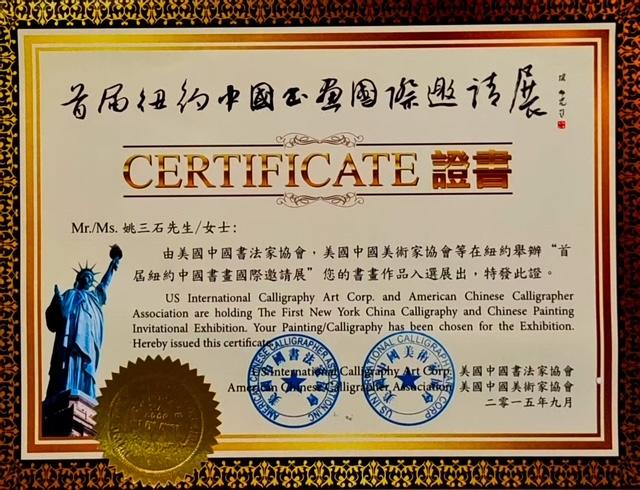 首届纽约中國书画國際邀请展
CERTIFICATE 證書
Mr./Ms. 姚三石先生/女士：
由美國中國書法家協會，美國中國美術家協會等在紐約舉辦“首
屆紐約中國書畫國際邀請展”您的書畫作品入選展出，特發此證。
US International Calligraphy Art Corp. and American Chinese Calligrapher
Association are holding The First New York China Calligraphy and Chinese Painting
Invitational Exhibition. Your Painting/Calligraphy has been chosen for the Exhibition.
Hereby issued this certificate.
US International Calligraphy Art Corp. 美國中國書法家協會
American Chinese Calligrapher Association 美國中國美術家協會
二零一五年九月